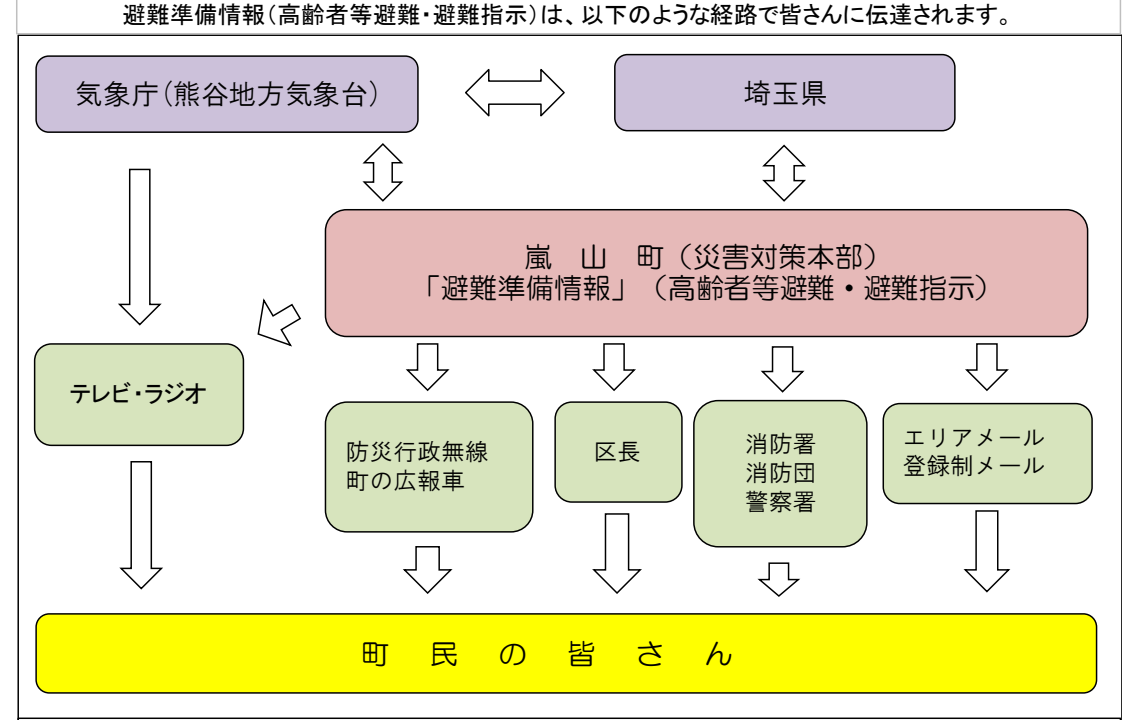 避難準備情報(高齢者等避難・避難指示)は、以下のような経路で皆さんに伝達されます。
気象庁(熊谷地方気象台)
埼玉県
嵐 山 町(災害対策本部)
「避難準備情報」(高齢者等避難・避難指示)
テレビ・ラジオ
防災行政無線
町の広報車
区長
消防署
消防団
警察署
エリアメール
登録制メール
町 民 の 皆 さ ん